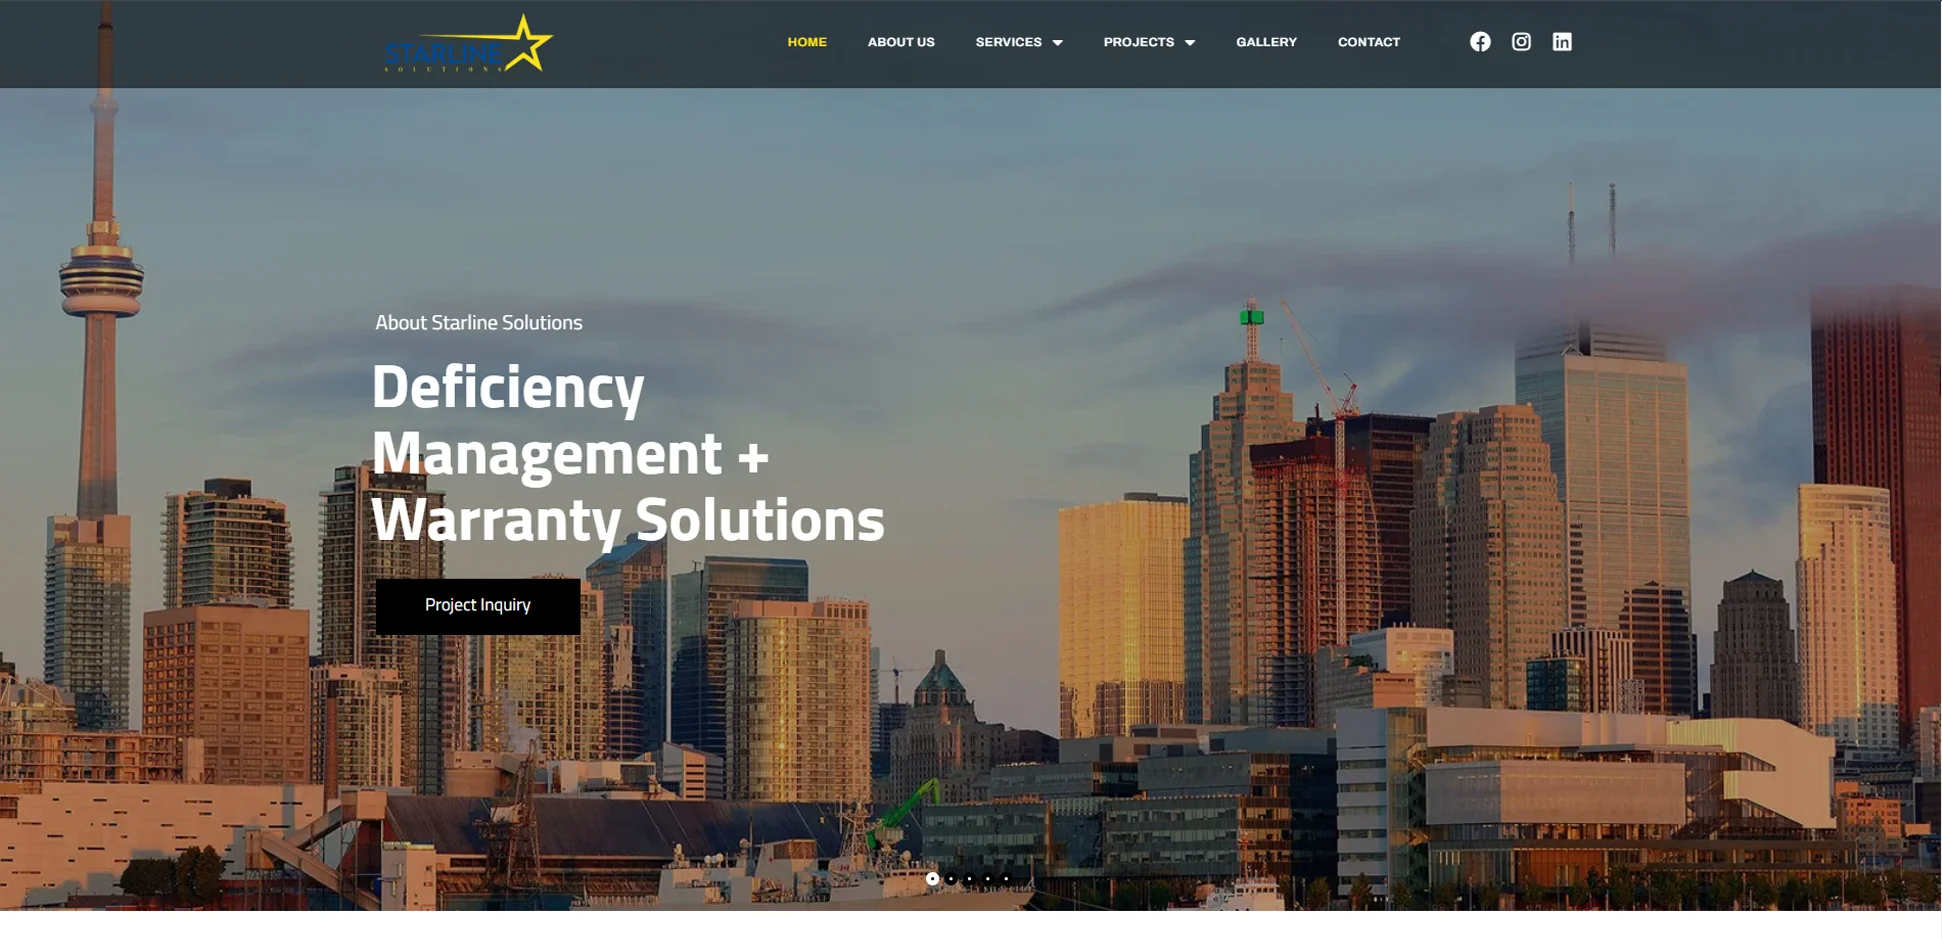 STARLINE
SOLUTIONS
HOME
ABOUT US
SERVICES
PROJECTS
GALLERY
CONTACT
About Starline Solutions
Deficiency
Management +
Warranty Solutions
Project Inquiry